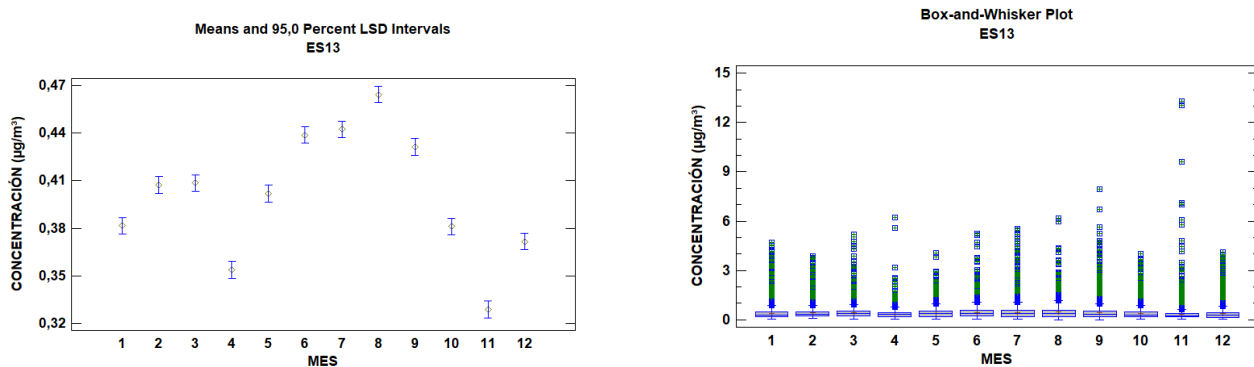 Means and 95,0 Percent LSD Intervals
ES13
CONCENTRACIÓN (µg/m³)
0,47
0,44
0,41
0,38
0,35
0,32
1 2 3 4 5 6 7 8 9 10 11 12
MES
Box-and-Whisker Plot
ES13
CONCENTRACIÓN (µg/m³)
15
12
9
6
3
0
1 2 3 4 5 6 7 8 9 10 11 12
MES